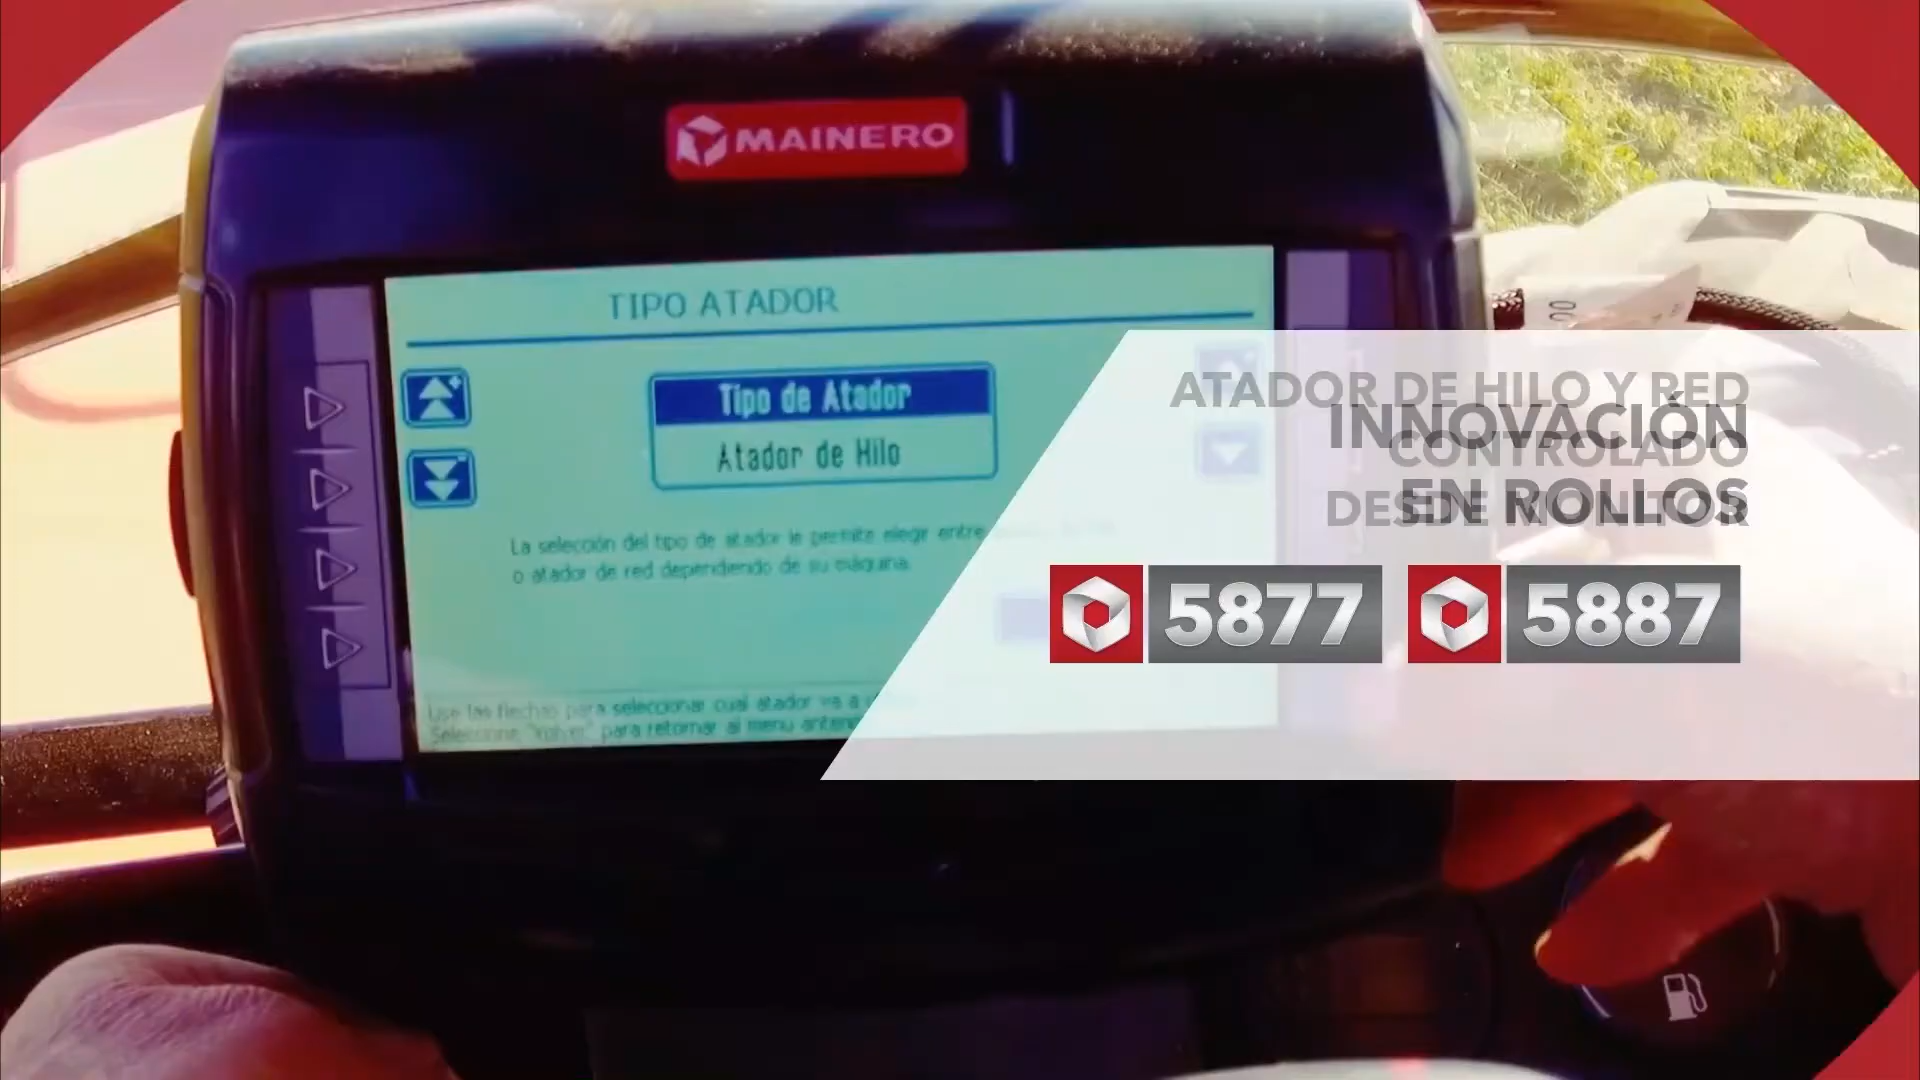 MAINERO
TIPO ATADOR
Tipo de Atador
Atador de Hilo
La selección del tipo de atador le permite elegir entre
o atador de red dependiendo de su máquina.
Use las flechas para seleccionar cual atador va a
Seleccione "Volver" para retornar al menu anterior
ATADOR DE HILO Y RED
INNOVACIÓN
CONTROLADO
EN ROLLOS
DESDE MONITOR
5877
5887